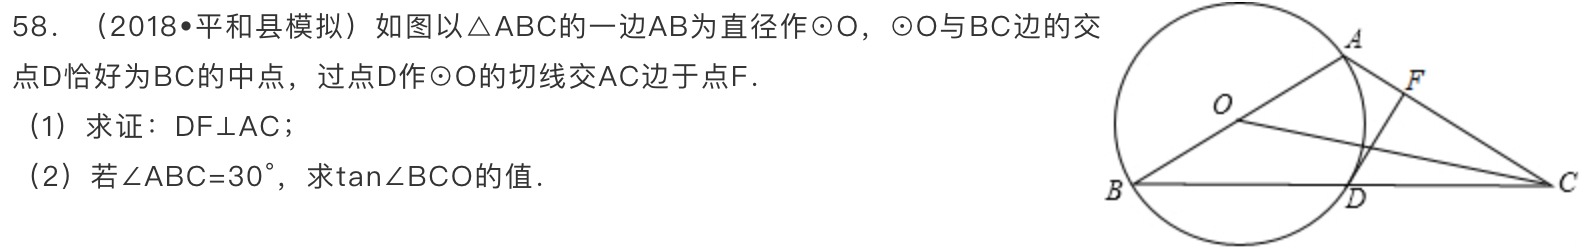 58. （2018•平和县模拟）如图以△ABC的一边AB为直径作⊙O，⊙O与BC边的交
点D恰好为BC的中点，过点D作⊙O的切线交AC边于点F.
（1）求证：DF⊥AC；
（2）若∠ABC=30°，求tan∠BCO的值.
A
F
O
B
D
C